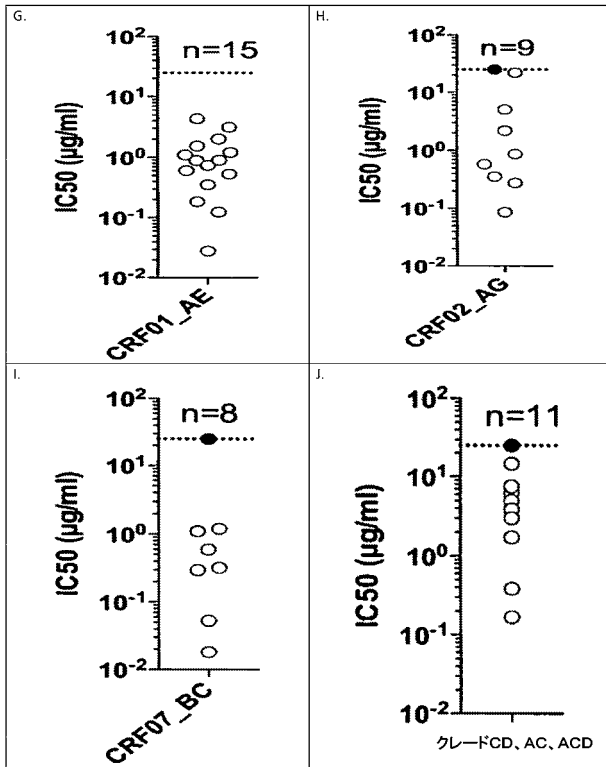 G.
n=15
10²
10¹
10⁰
10⁻¹
10⁻²
IC50 (µg/ml)
CRF01_AE
H.
n=9
10²
10¹
10⁰
10⁻¹
10⁻²
IC50 (µg/ml)
CRF02_AG
I.
n=8
10²
10¹
10⁰
10⁻¹
10⁻²
IC50 (µg/ml)
CRF07_BC
J.
n=11
10²
10¹
10⁰
10⁻¹
10⁻²
IC50 (µg/ml)
クレードCD、AC、ACD